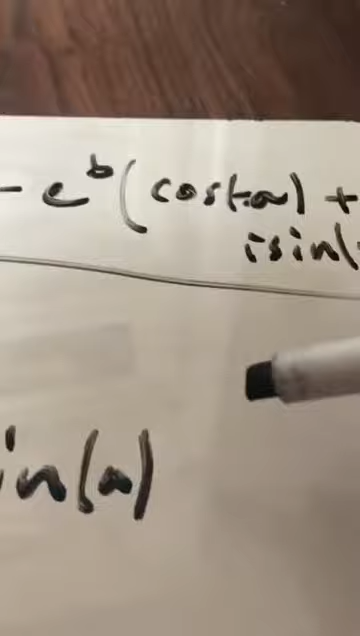 - e^b (cos(-a) +
isin(
in(a)